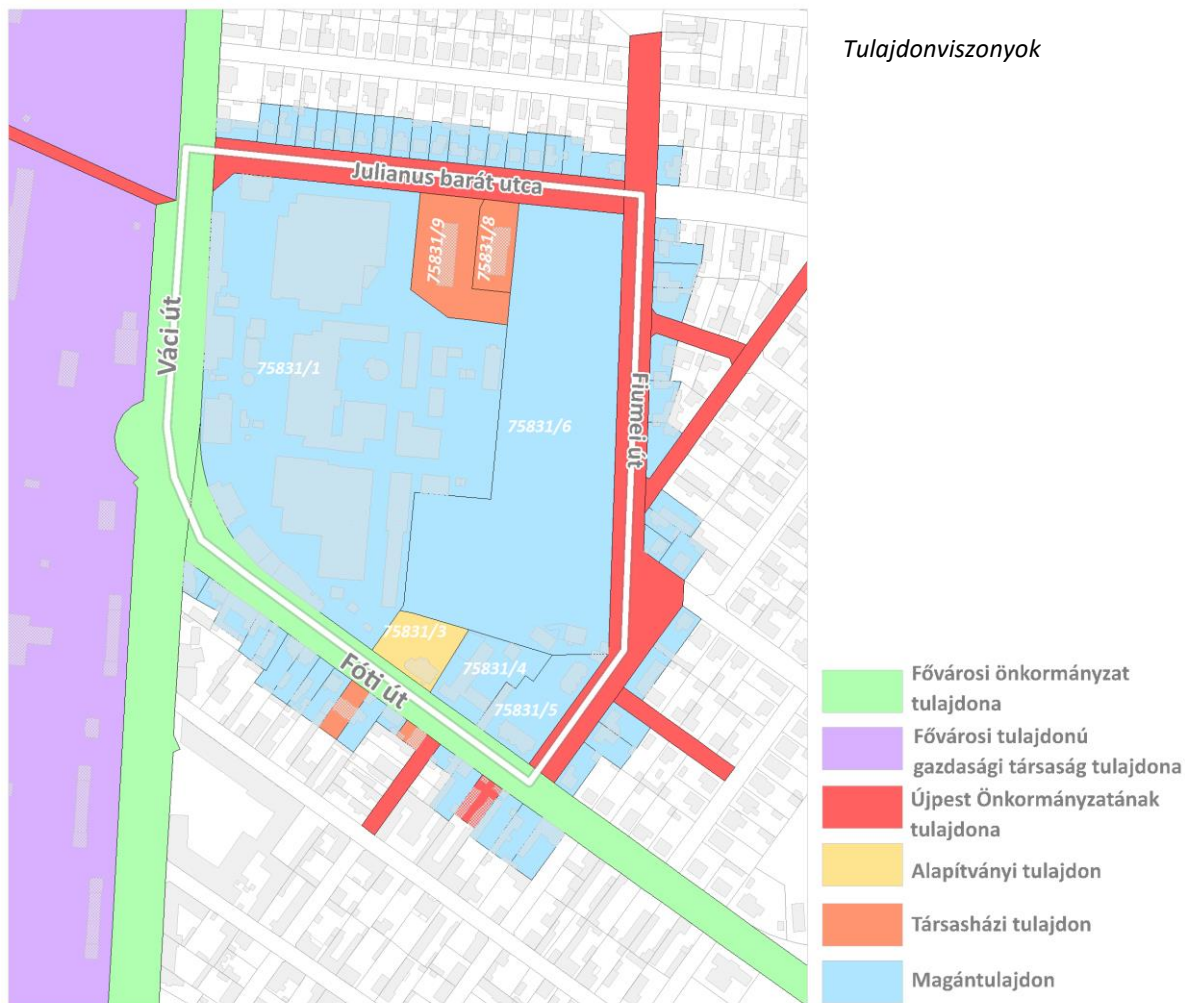 Tulajdonviszonyok
Julianus barát utca
75831/9
75831/8
Váci út
75831/1
Fiumei út
75831/6
75831/3
75831/4
Fóti út
75831/5
Fővárosi önkormányzat
tulajdona
Fővárosi tulajdonú
gazdasági társaság tulajdona
Újpest Önkormányzatának
tulajdona
Alapítványi tulajdon
Társasházi tulajdon
Magántulajdon